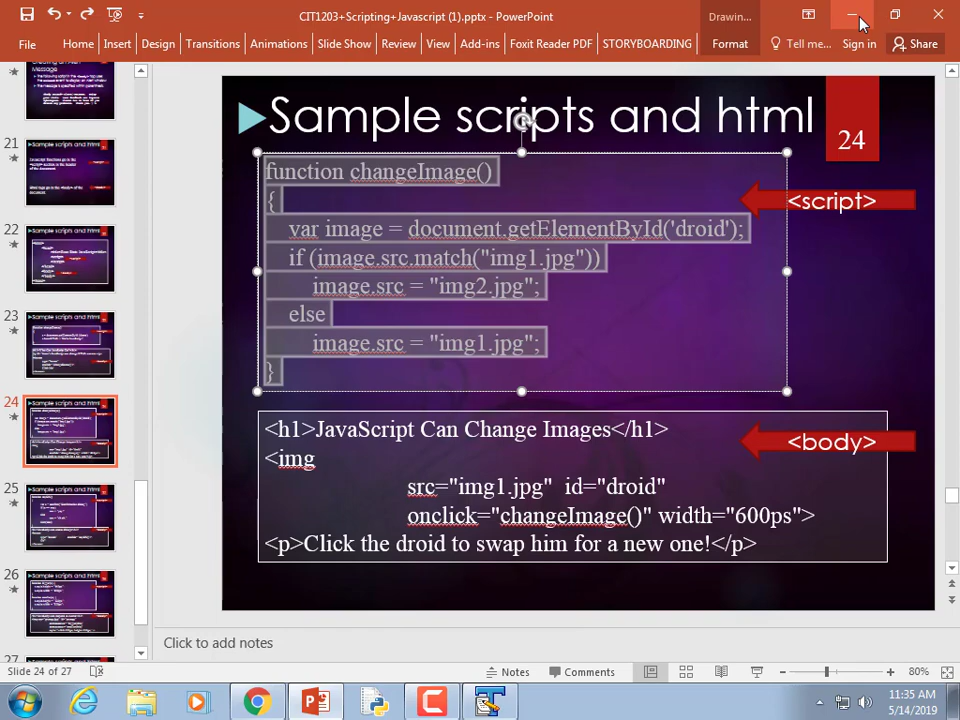 CIT1203+Scripting+Javascript (1).pptx - PowerPoint
Drawin...
File
Home
Insert
Design
Transitions
Animations
Slide Show
Review
View
Add-ins
Foxit Reader PDF
STORYBOARDING
Format
Tell me...
Sign in
Share
21
22
23
24
25
26
27
Sample scripts and html
24
function changeImage()
{
var image = document.getElementById('droid');
if (image.src.match("img1.jpg"))
image.src = "img2.jpg";
else
image.src = "img1.jpg";
}
<script>
<h1>JavaScript Can Change Images</h1>
<img
src="img1.jpg" id="droid"
onclick="changeImage()" width="600ps">
<p>Click the droid to swap him for a new one!</p>
<body>
Click to add notes
Slide 24 of 27
Notes
Comments
80%
11:35 AM
5/14/2019